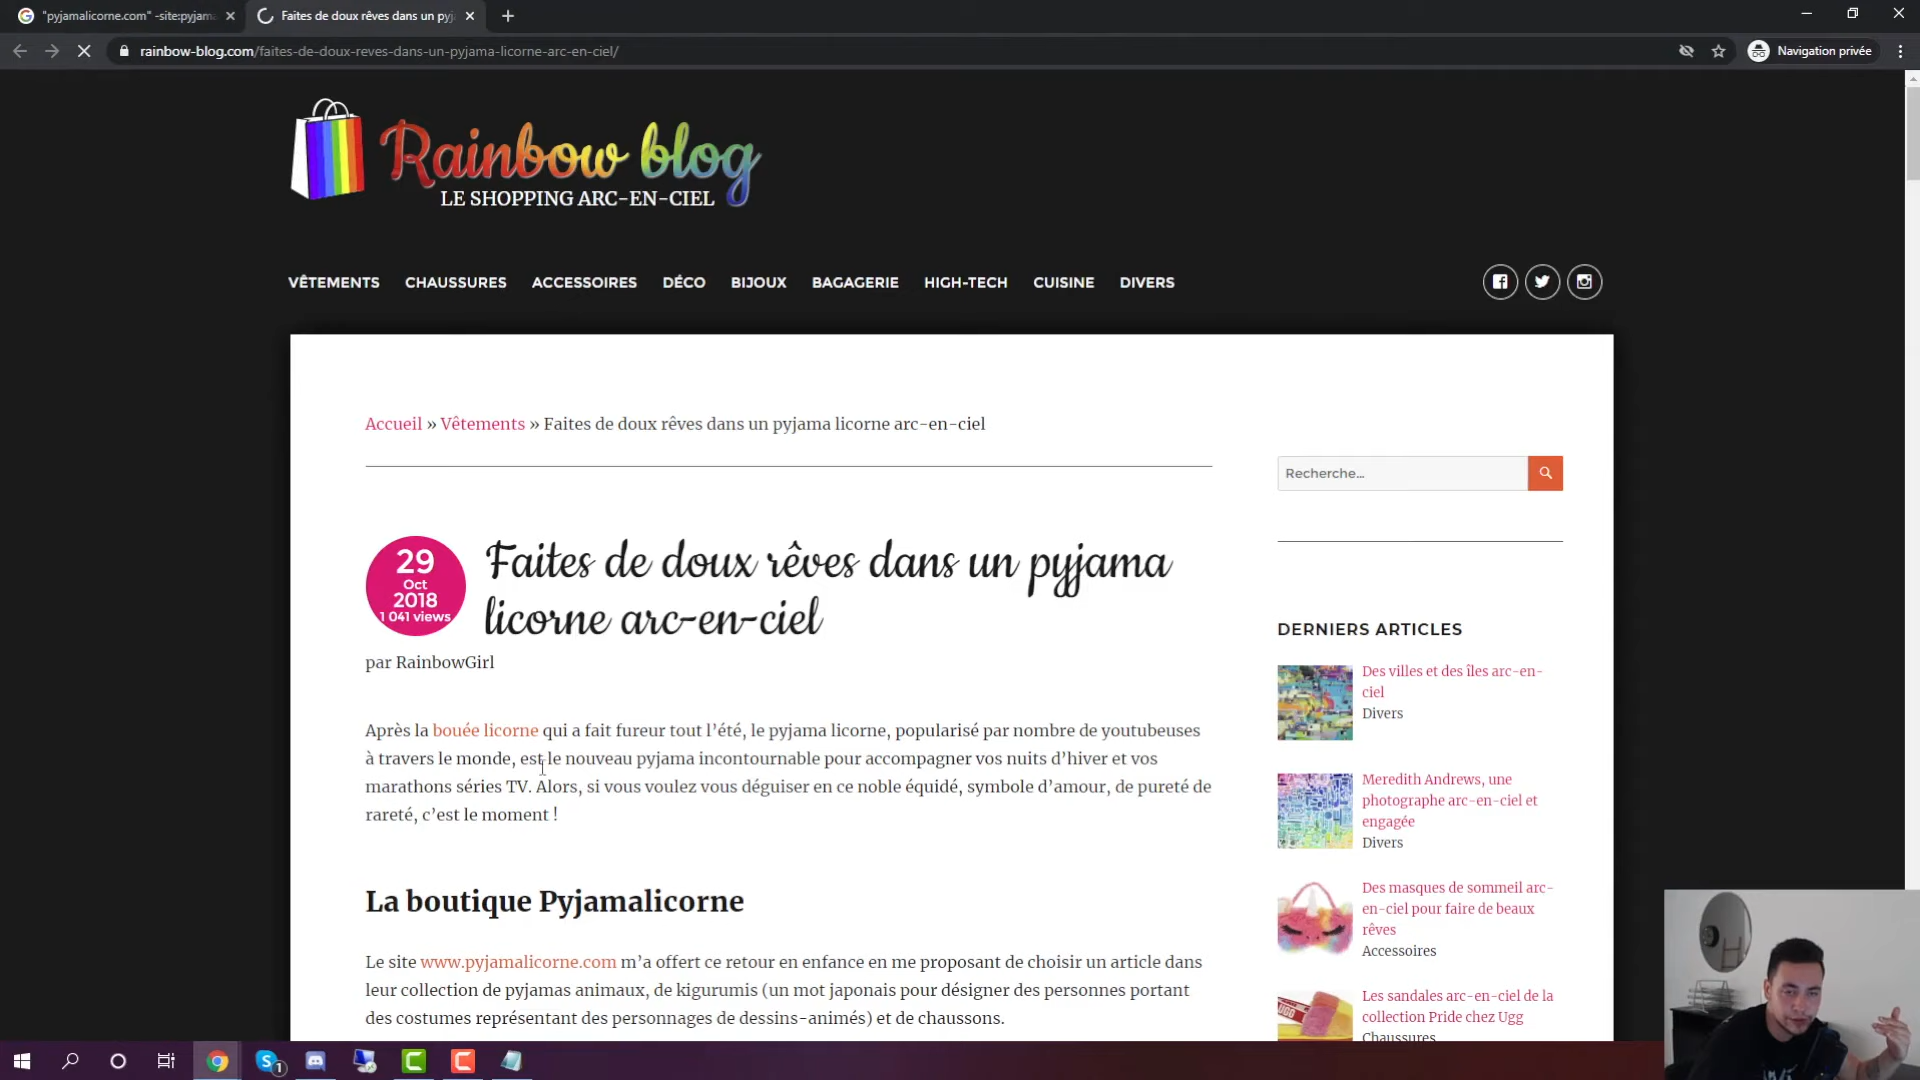 "pyjamalicorne.com" -site:pyjama
Faites de doux rêves dans un pyj
rainbow-blog.com/faites-de-doux-reves-dans-un-pyjama-licorne-arc-en-ciel/
Navigation privée
Rainbow blog
LE SHOPPING ARC-EN-CIEL
VÊTEMENTS CHAUSSURES ACCESSOIRES DÉCO BIJOUX BAGAGERIE HIGH-TECH CUISINE DIVERS
Accueil » Vêtements » Faites de doux rêves dans un pyjama licorne arc-en-ciel
Recherche…
29
Oct
2018
1 041 views
Faites de doux rêves dans un pyjama
licorne arc-en-ciel
par RainbowGirl
Après la bouée licorne qui a fait fureur tout l’été, le pyjama licorne, popularisé par nombre de youtubeuses
à travers le monde, est le nouveau pyjama incontournable pour accompagner vos nuits d’hiver et vos
marathons séries TV. Alors, si vous voulez vous déguiser en ce noble équidé, symbole d’amour, de pureté de
rareté, c’est le moment !
La boutique Pyjamalicorne
Le site www.pyjamalicorne.com m’a offert ce retour en enfance en me proposant de choisir un article dans
leur collection de pyjamas animaux, de kigurumis (un mot japonais pour désigner des personnes portant
des costumes représentant des personnages de dessins-animés) et de chaussons.
DERNIERS ARTICLES
Des villes et des îles arc-en-
ciel
Divers
Meredith Andrews, une
photographe arc-en-ciel et
engagée
Divers
Des masques de sommeil arc-
en-ciel pour faire de beaux
rêves
Accessoires
Les sandales arc-en-ciel de la
collection Pride chez Ugg
Chaussures